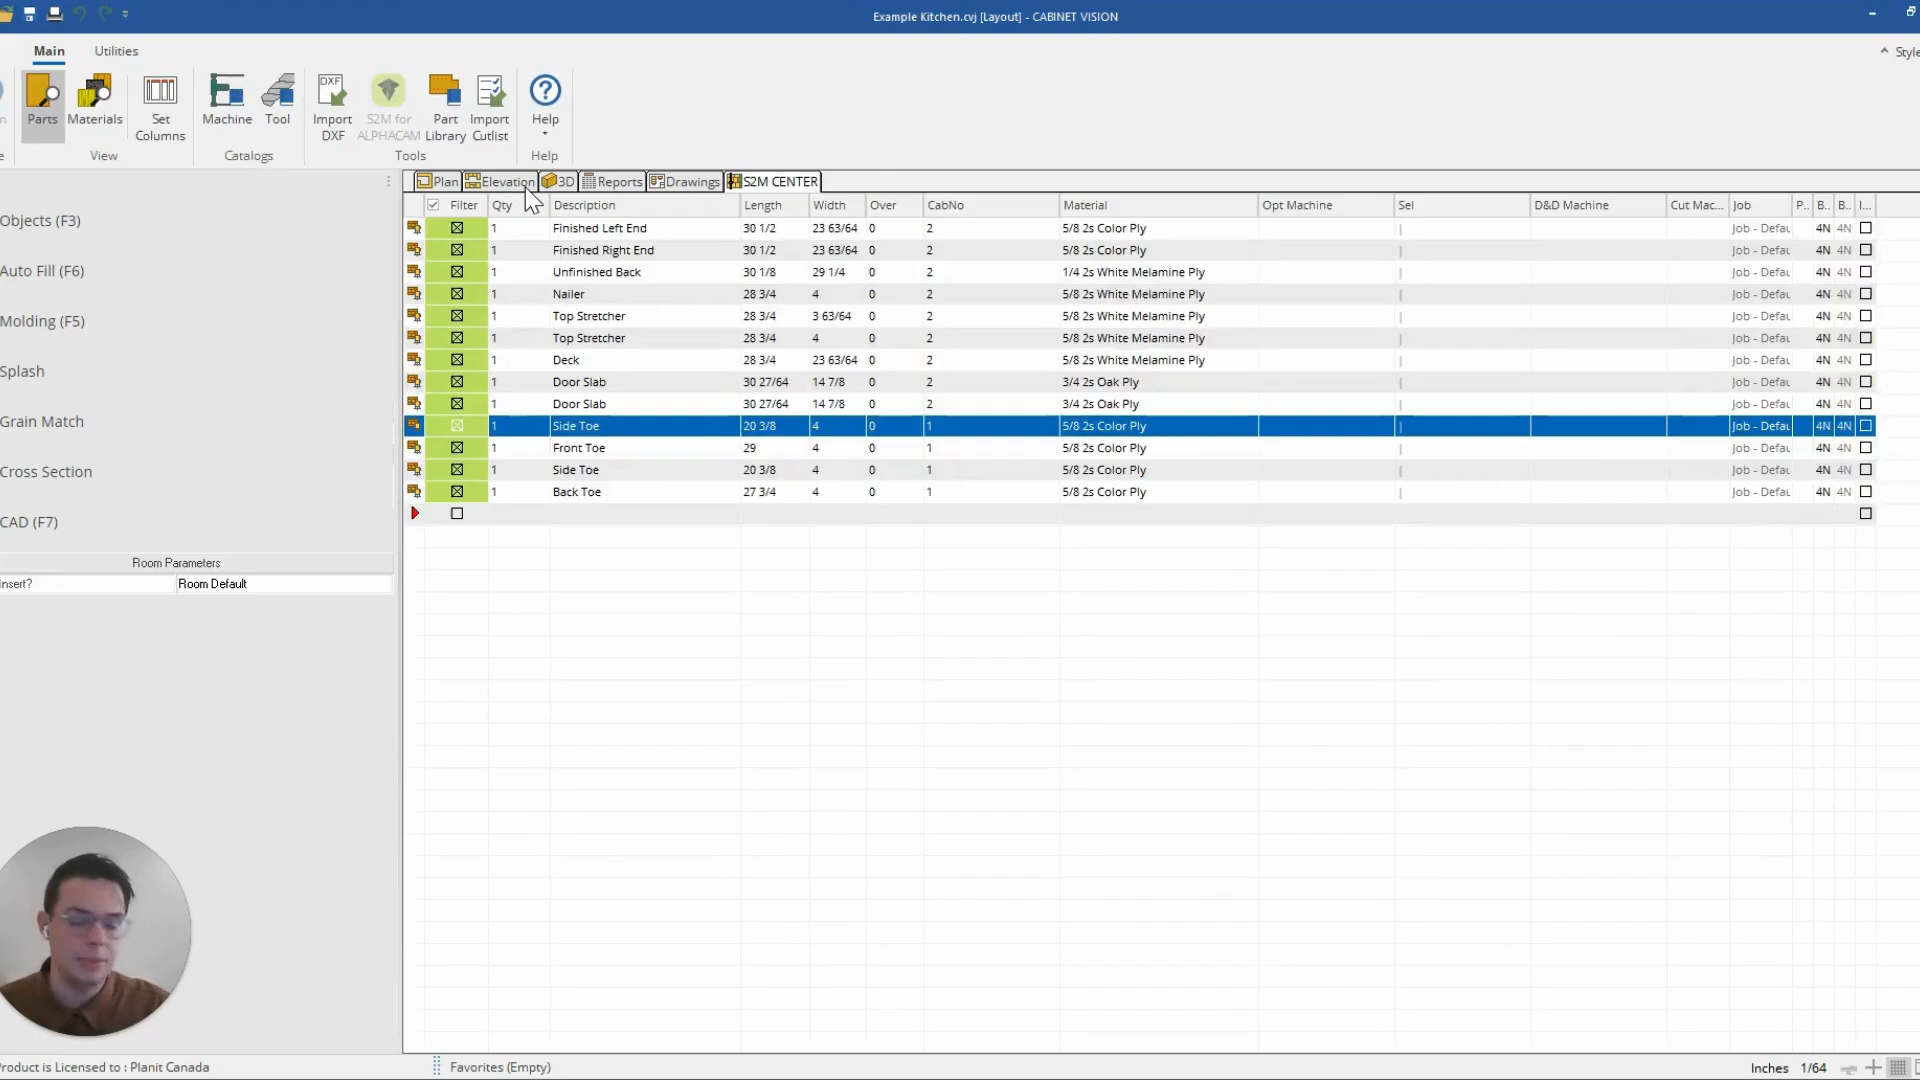 Example Kitchen.cvj [Layout] - CABINET VISION
Main Utilities
Style
Parts Materials Set Columns Machine Tool Import DXF S2M for ALPHACAM Part Library Import Cutlist Help
View Catalogs Tools Help
Plan Elevation 3D Reports Drawings S2M CENTER
Filter Qty Description Length Width Over CabNo Material Opt Machine Sel D&D Machine Cut Mac... Job P.. B.. B.. I...
1 Finished Left End 30 1/2 23 63/64 0 2 5/8 2s Color Ply | Job - Defau 4N 4N
1 Finished Right End 30 1/2 23 63/64 0 2 5/8 2s Color Ply | Job - Defau 4N 4N
1 Unfinished Back 30 1/8 29 1/4 0 2 1/4 2s White Melamine Ply | Job - Defau 4N 4N
1 Nailer 28 3/4 4 0 2 5/8 2s White Melamine Ply | Job - Defau 4N 4N
1 Top Stretcher 28 3/4 3 63/64 0 2 5/8 2s White Melamine Ply | Job - Defau 4N 4N
1 Top Stretcher 28 3/4 4 0 2 5/8 2s White Melamine Ply | Job - Defau 4N 4N
1 Deck 28 3/4 23 63/64 0 2 5/8 2s White Melamine Ply | Job - Defau 4N 4N
1 Door Slab 30 27/64 14 7/8 0 2 3/4 2s Oak Ply | Job - Defau 4N 4N
1 Door Slab 30 27/64 14 7/8 0 2 3/4 2s Oak Ply | Job - Defau 4N 4N
1 Side Toe 20 3/8 4 0 1 5/8 2s Color Ply | Job - Defau 4N 4N
1 Front Toe 29 4 0 1 5/8 2s Color Ply | Job - Defau 4N 4N
1 Side Toe 20 3/8 4 0 1 5/8 2s Color Ply | Job - Defau 4N 4N
1 Back Toe 27 3/4 4 0 1 5/8 2s Color Ply | Job - Defau 4N 4N
Objects (F3)
Auto Fill (F6)
Molding (F5)
Splash
Grain Match
Cross Section
CAD (F7)
Room Parameters
Insert? Room Default
roduct is Licensed to : Planit Canada
Favorites (Empty)
Inches 1/64